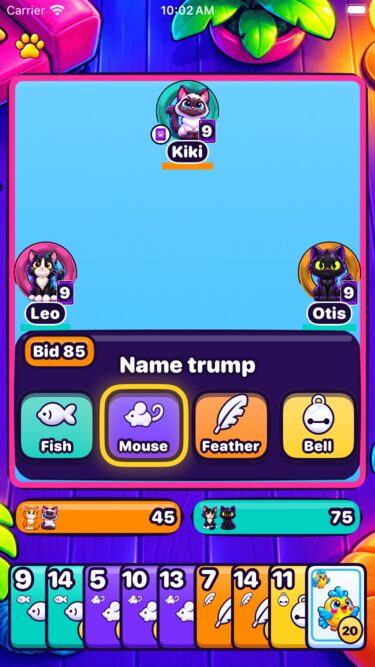 Carrier 10:02 AM
9
Kiki
9
Leo
9
Otis
Bid 85
Name trump
Fish Mouse Feather Bell
45 75
9 14 5 10 13 7 14 11
20